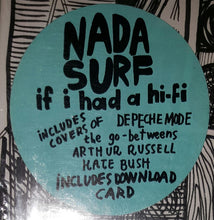 NADA
SURF
if i had a hi-fi
INCLUDES COVERS OF DEPECHE MODE
the go-betweens
ARTHUR RUSSELL
KATE BUSH
INCLUDES DOWNLOAD
CARD